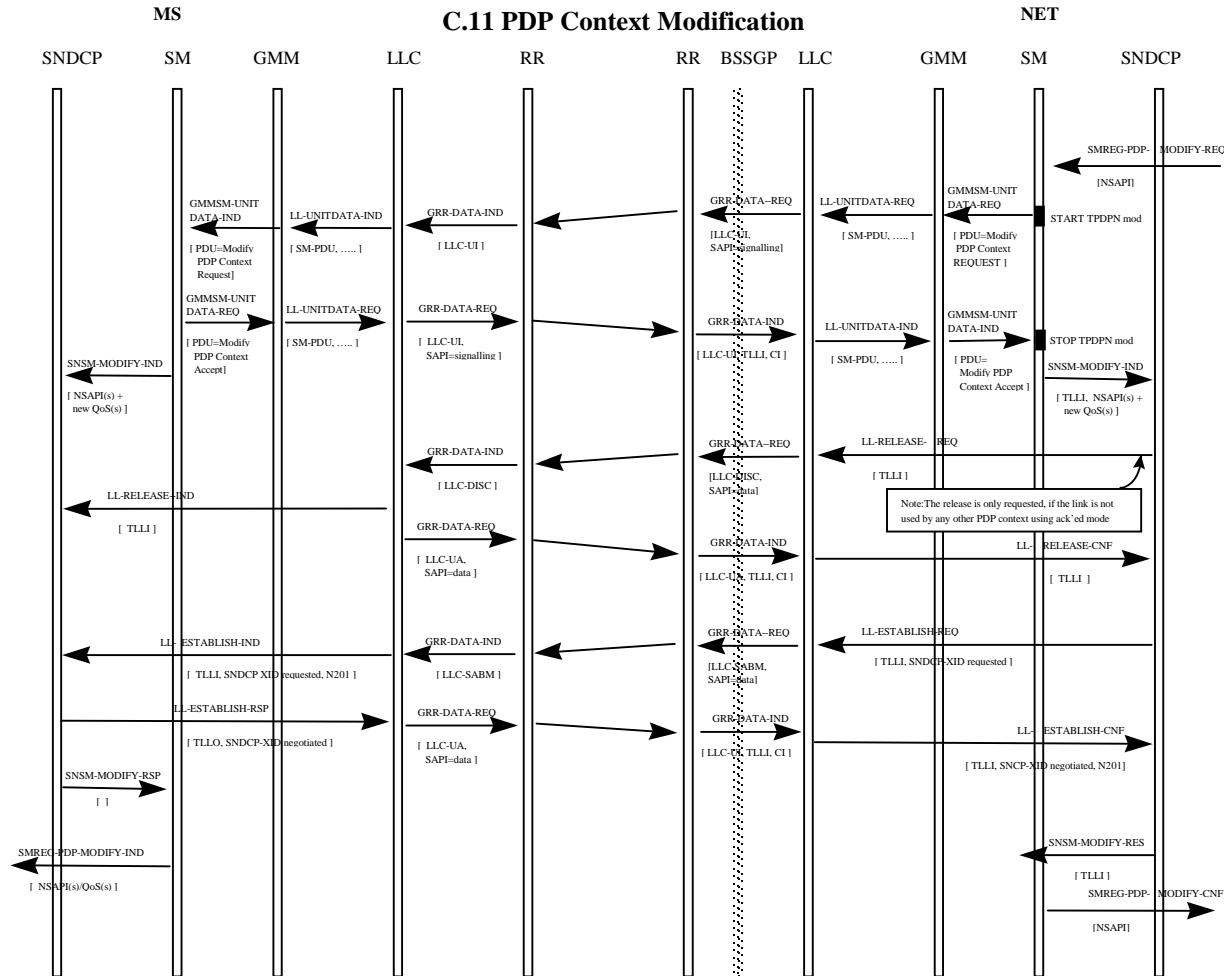 MS
C.11 PDP Context Modification
NET
SNDCP SM GMM LLC RR RR BSSGP LLC GMM SM SNDCP
SMREG-PDP- MODIFY-REQ
[NSAPI]
GMMSM-UNIT
DATA-IND
LL-UNITDATA-IND
GRR-DATA-IND
GRR-DATA--REQ
LL-UNITDATA-REQ
GMMSM-UNIT
DATA-REQ
START TPDPN mod
[ PDU=Modify
PDP Context
Request]
[ SM-PDU, ….. ]
[ LLC-UI ]
[LLC-UI,
SAPI=signalling]
[ SM-PDU, ….. ]
[ PDU=Modify
PDP Context
REQUEST ]
GMMSM-UNIT
DATA-REQ
LL-UNITDATA-REQ
GRR-DATA-REQ
GRR-DATA-IND
LL-UNITDATA-IND
GMMSM-UNIT
DATA-IND
STOP TPDPN mod
[PDU=Modify
PDP Context
Accept]
[ SM-PDU, ….. ]
[ LLC-UI,
SAPI=signalling ]
[ LLC-UI, TLLI, CI ]
[ SM-PDU, ….. ]
[ PDU=
Modify PDP
Context Accept ]
SNSM-MODIFY-IND
[ NSAPI(s) +
new QoS(s) ]
SNSM-MODIFY-IND
[ TLLI, NSAPI(s) +
new QoS(s) ]
GRR-DATA-IND
GRR-DATA--REQ
LL-RELEASE- REQ
[ LLC-DISC ]
[LLC-DISC,
SAPI=data]
[ TLLI ]
LL-RELEASE--IND
[ TLLI ]
Note:The release is only requested, if the link is not
used by any other PDP context using ack'ed mode
GRR-DATA-REQ
GRR-DATA-IND
LL- RELEASE-CNF
[ LLC-UA,
SAPI=data ]
[ LLC-UA, TLLI, CI ]
[ TLLI ]
LL- ESTABLISH-IND
GRR-DATA-IND
GRR-DATA--REQ
LL-ESTABLISH-REQ
[ TLLI, SNDCP XID requested, N201 ]
[ LLC-SABM ]
[LLC-SABM,
SAPI=data]
[ TLLI, SNDCP-XID requested ]
LL-ESTABLISH-RSP
GRR-DATA-REQ
GRR-DATA-IND
LL- ESTABLISH-CNF
[ TLLO, SNDCP-XID negotiated ]
[ LLC-UA,
SAPI=data ]
[ LLC-UI, TLLI, CI ]
[ TLLI, SNCP-XID negotiated, N201]
SNSM-MODIFY-RSP
[ ]
SMREG-PDP-MODIFY-IND
[ NSAPI(s)/QoS(s) ]
SNSM-MODIFY-RES
[ TLLI ]
SMREG-PDP- MODIFY-CNF
[NSAPI]